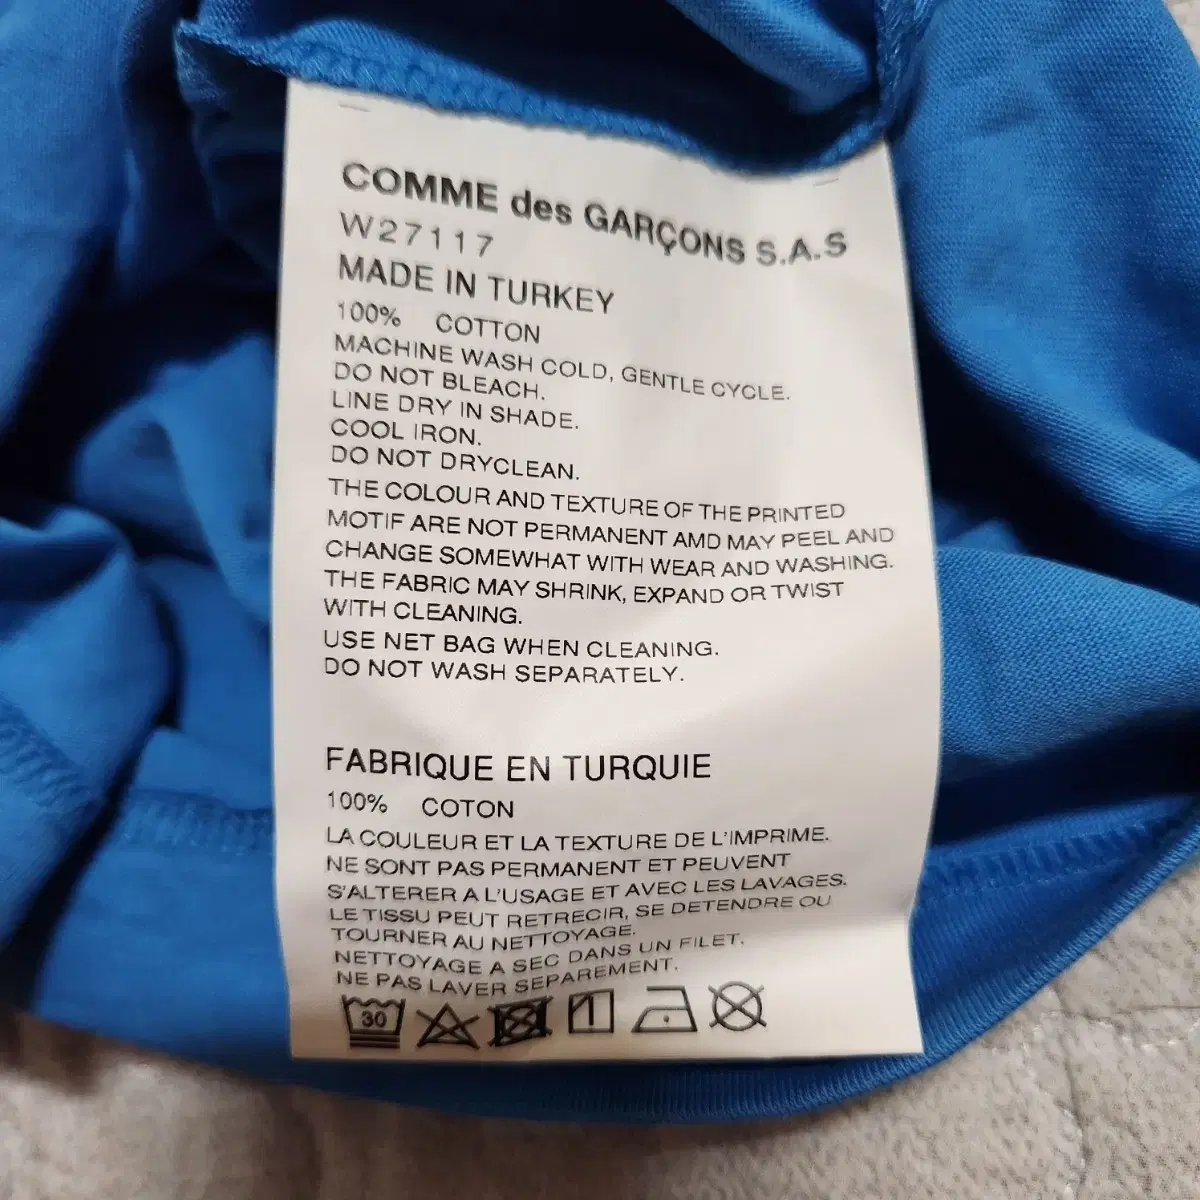 COMME des GARÇONS S.A.S
W27117
MADE IN TURKEY
100% COTTON
MACHINE WASH COLD, GENTLE CYCLE.
DO NOT BLEACH.
LINE DRY IN SHADE.
COOL IRON.
DO NOT DRYCLEAN.
THE COLOUR AND TEXTURE OF THE PRINTED
MOTIF ARE NOT PERMANENT AMD MAY PEEL AND
CHANGE SOMEWHAT WITH WEAR AND WASHING.
THE FABRIC MAY SHRINK, EXPAND OR TWIST
WITH CLEANING.
USE NET BAG WHEN CLEANING.
DO NOT WASH SEPARATELY.
FABRIQUE EN TURQUIE
100% COTON
LA COULEUR ET LA TEXTURE DE L'IMPRIME.
NE SONT PAS PERMANENT ET PEUVENT
S'ALTERER A L'USAGE ET AVEC LES LAVAGES.
LE TISSU PEUT RETRECIR, SE DETENDRE OU
TOURNER AU NETTOYAGE.
NETTOYAGE A SEC DANS UN FILET.
NE PAS LAVER SEPAREMENT.
30